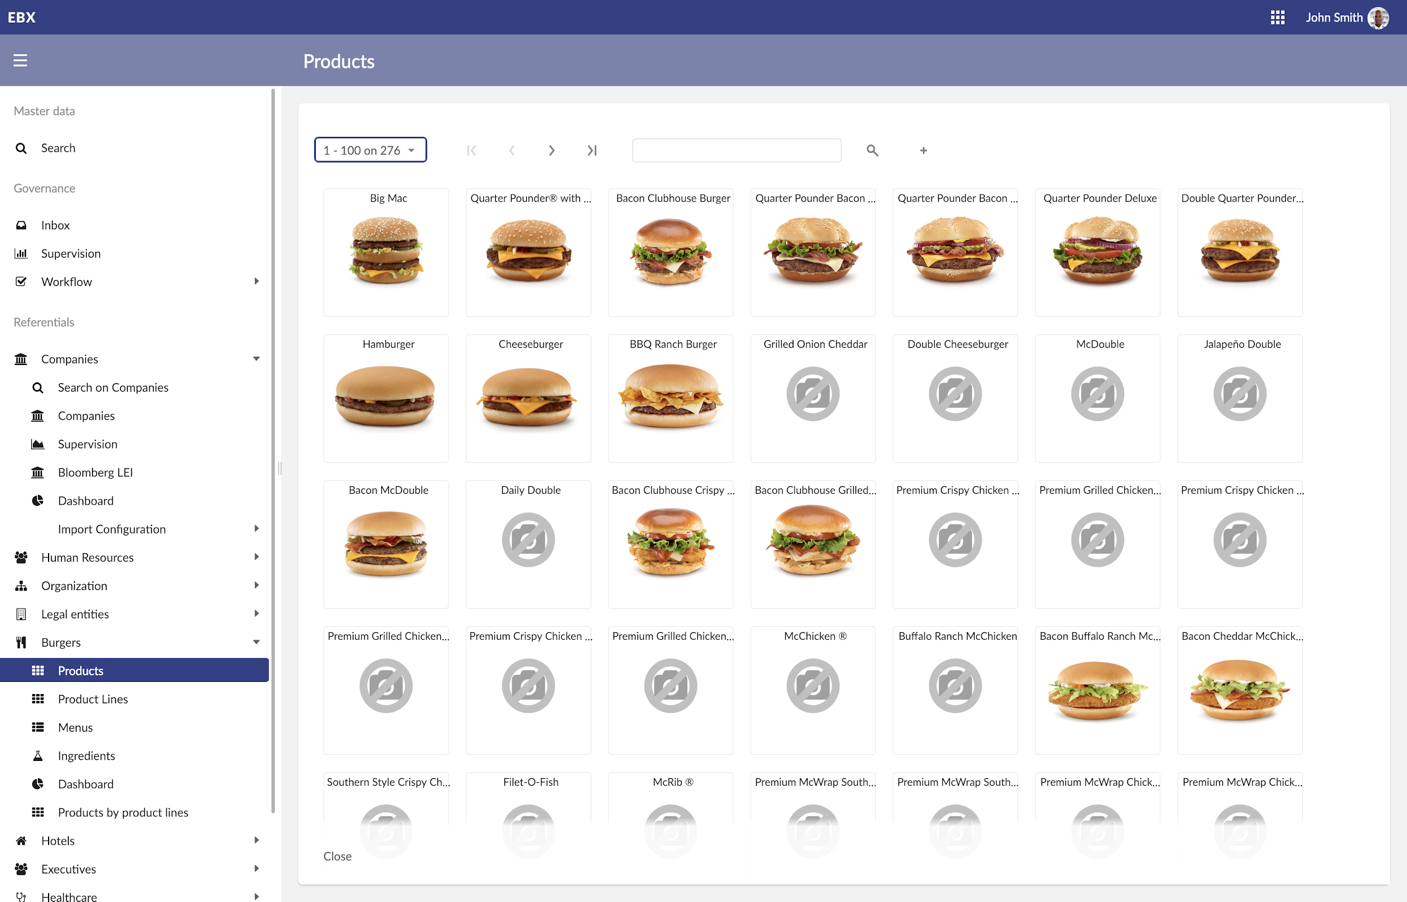 EBX
John Smith
Products
Master data
Search
Governance
Inbox
Supervision
Workflow
Referentials
Companies
Search on Companies
Companies
Supervision
Bloomberg LEI
Dashboard
Import Configuration
Human Resources
Organization
Legal entities
Burgers
Products
Product Lines
Menus
Ingredients
Dashboard
Products by product lines
Hotels
Executives
Healthcare
1 - 100 on 276
+
Big Mac
Quarter Pounder® with ...
Bacon Clubhouse Burger
Quarter Pounder Bacon ...
Quarter Pounder Bacon ...
Quarter Pounder Deluxe
Double Quarter Pounder...
Hamburger
Cheeseburger
BBQ Ranch Burger
Grilled Onion Cheddar
Double Cheeseburger
McDouble
Jalapeño Double
Bacon McDouble
Daily Double
Bacon Clubhouse Crispy ...
Bacon Clubhouse Grilled...
Premium Crispy Chicken ...
Premium Grilled Chicken...
Premium Crispy Chicken ...
Premium Grilled Chicken...
Premium Crispy Chicken ...
Premium Grilled Chicken...
McChicken ®
Buffalo Ranch McChicken
Bacon Buffalo Ranch Mc...
Bacon Cheddar McChick...
Southern Style Crispy Ch...
Filet-O-Fish
McRib ®
Premium McWrap South...
Premium McWrap South...
Premium McWrap Chick...
Premium McWrap Chick...
Close